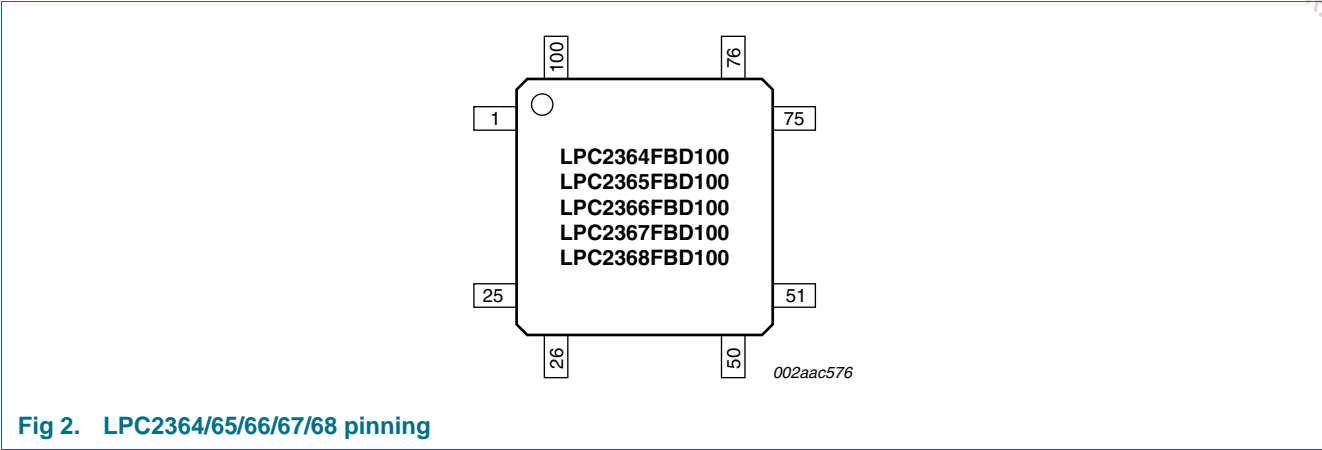 100 76
1 75
LPC2364FBD100
LPC2365FBD100
LPC2366FBD100
LPC2367FBD100
LPC2368FBD100
25 51
26 50
002aac576
Fig 2. LPC2364/65/66/67/68 pinning